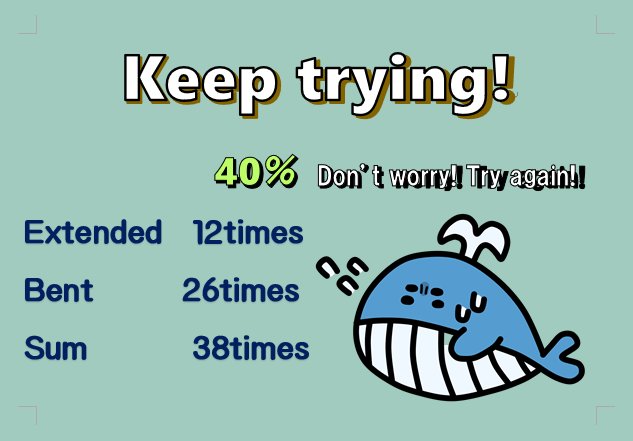 Keep trying!
40% Don't worry! Try again!
Extended 12times
Bent 26times
Sum 38times